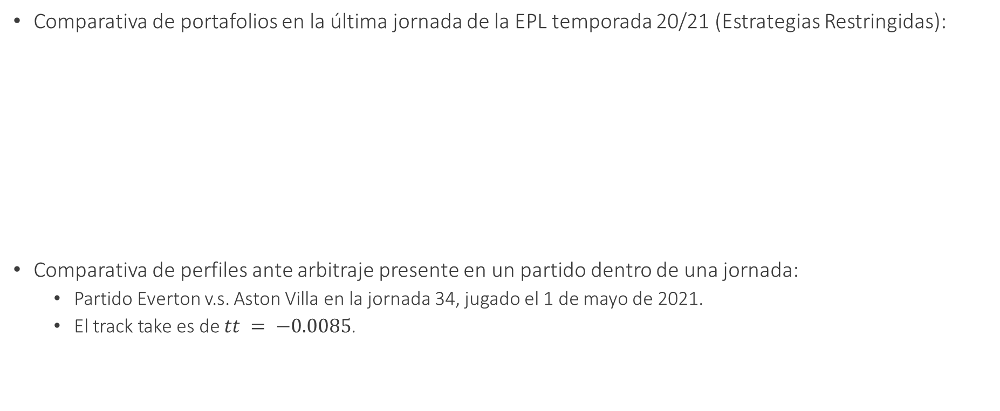 • Comparativa de portafolios en la última jornada de la EPL temporada 20/21 (Estrategias Restringidas):
• Comparativa de perfiles ante arbitraje presente en un partido dentro de una jornada:
• Partido Everton v.s. Aston Villa en la jornada 34, jugado el 1 de mayo de 2021.
• El track take es de tt = −0.0085.